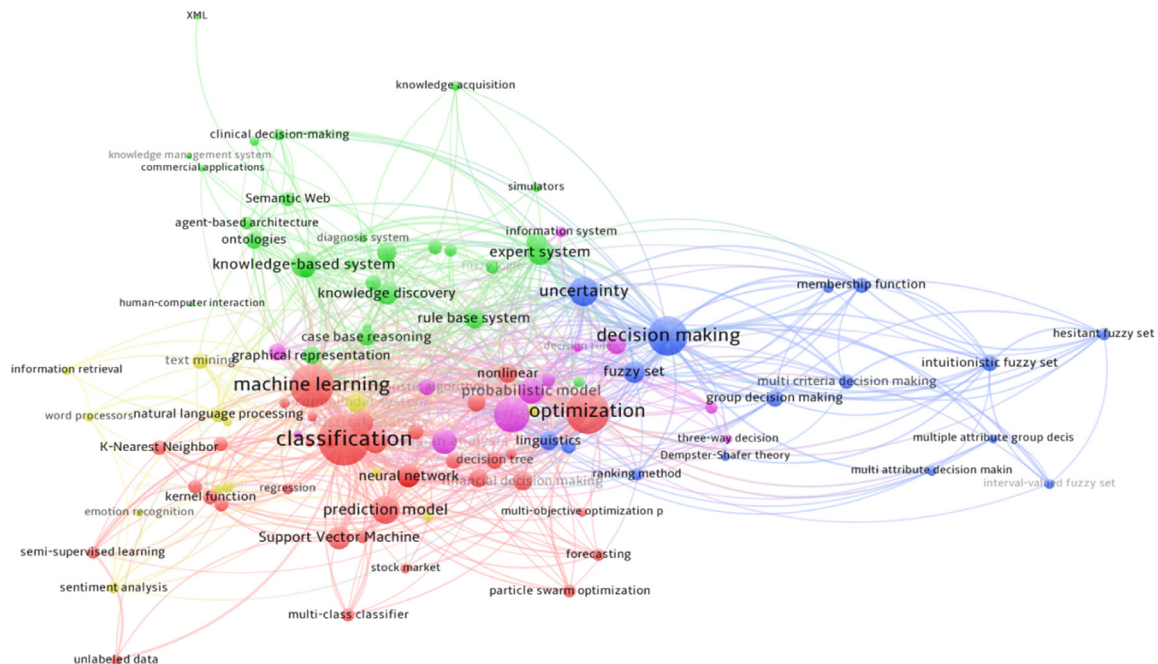 XML
knowledge acquisition
clinical decision-making
knowledge management system
commercial applications
simulators
Semantic Web
agent-based architecture
information system
ontologies
diagnosis system
expert system
knowledge-based system
membership function
uncertainty
knowledge discovery
human-computer interaction
rule base system
hesitant fuzzy set
decision making
case base reasoning
graphical representation
text mining
intuitionistic fuzzy set
information retrieval
nonlinear
fuzzy set
multi criteria decision making
machine learning
probabilistic model
group decision making
optimization
word processors
natural language processing
classification
linguistics
three-way decision
multiple attribute group decis
K-Nearest Neighbor
Dempster-Shafer theory
decision tree
multi attribute decision makin
ranking method
neural network
interval-valued fuzzy set
regression
kernel function
prediction model
emotion recognition
multi-objective optimization p
Support Vector Machine
semi-supervised learning
forecasting
stock market
sentiment analysis
particle swarm optimization
multi-class classifier
unlabeled data